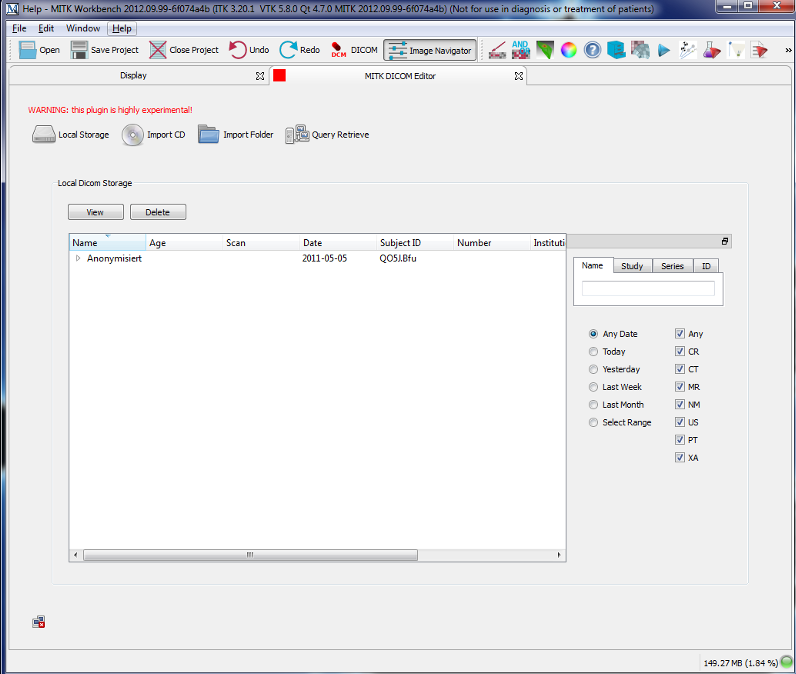 Help - MITK Workbench 2012.09.99-6f074a4b (ITK 3.20.1  VTK 5.8.0 Qt 4.7.0 MITK 2012.09.99-6f074a4b) (Not for use in diagnosis or treatment of patients)
File Edit Window Help
Open Save Project Close Project Undo Redo DCM DICOM Image Navigator AND »
Display MITK DICOM Editor
WARNING: this plugin is highly experimental!
Local Storage Import CD Import Folder Query Retrieve
Local Dicom Storage
View Delete
Name Age Scan Date Subject ID Number Instituti
Anonymisiert 2011-05-05 QO5J.Bfu
Name Study Series ID
Any Date Any
Today CR
Yesterday CT
Last Week MR
Last Month NM
Select Range US
PT
XA
149.27 MB (1.84 %)